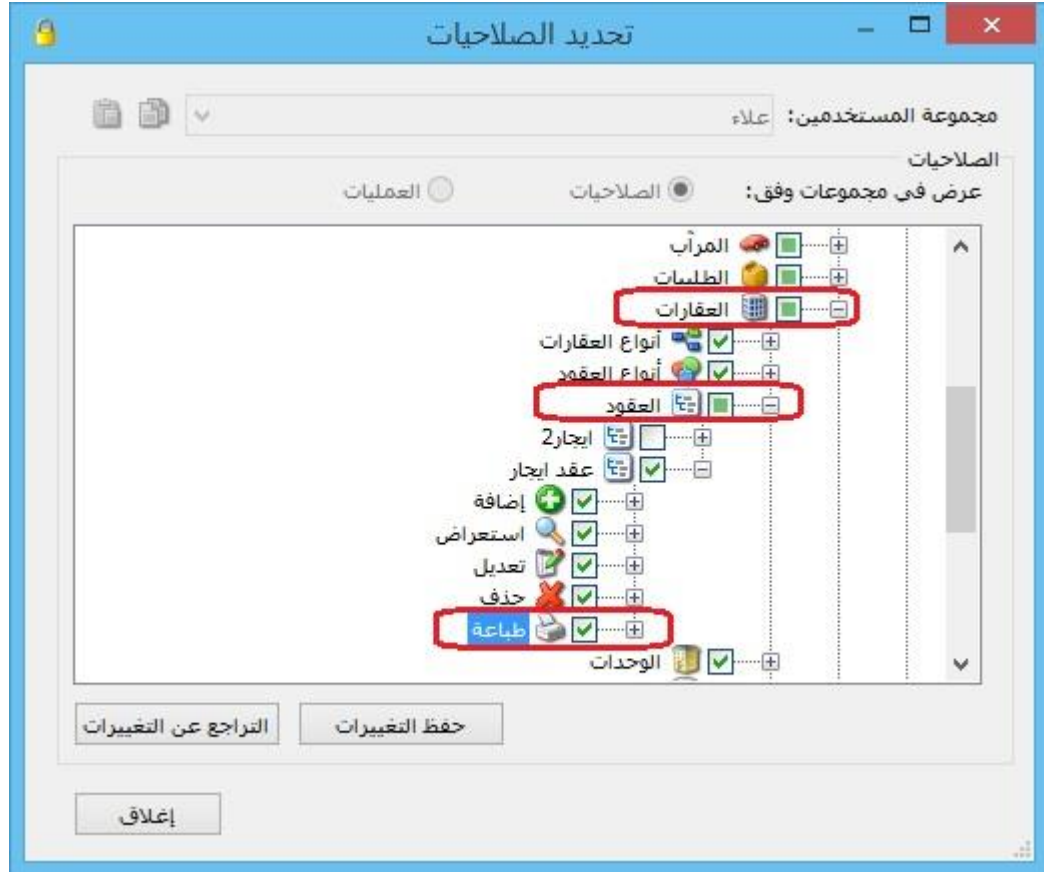 تحديد الصلاحيات
مجموعة المستخدمين: علاء
الصلاحيات
عرض في مجموعات وفق: الصلاحيات العمليات
المرآب
الطلبيات
العقارات
أنواع العقارات
أنواع العقود
العقود
ايجار2
عقد ايجار
إضافة
استعراض
تعديل
حذف
طباعة
الوحدات
حفظ التغييرات التراجع عن التغييرات
إغلاق